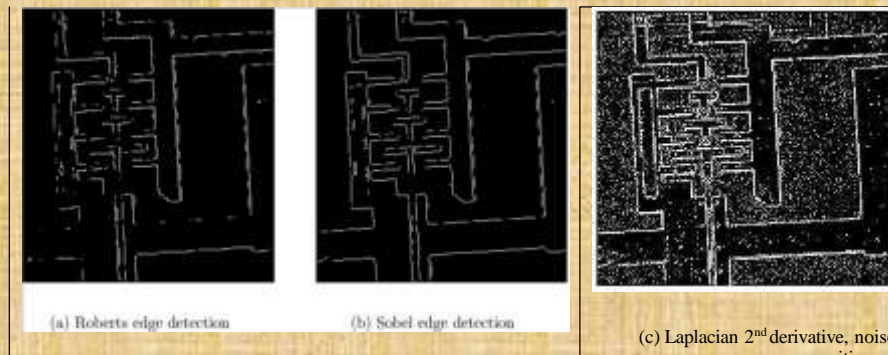 (a) Roberts edge detection
(b) Sobel edge detection
(c) Laplacian 2nd derivative, nois